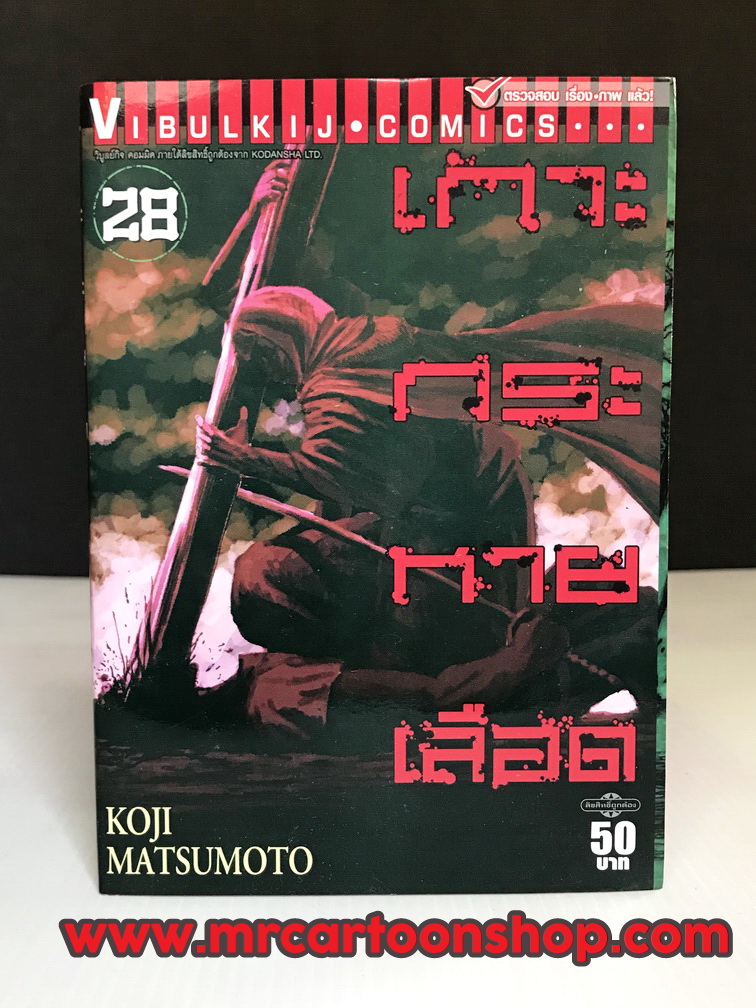 ตรวจสอบ เรื่อง•ภาพ แล้ว!
VIBULKIJ•COMICS...
วิบูลย์กิจ คอมมิค ภายใต้ลิขสิทธิ์ถูกต้องจาก KODANSHA LTD.
28
เกาะ
กระ
หาย
เลือด
KOJI
MATSUMOTO
ลิขสิทธิ์ถูกต้อง
50
บาท
www.mrcartoonshop.com